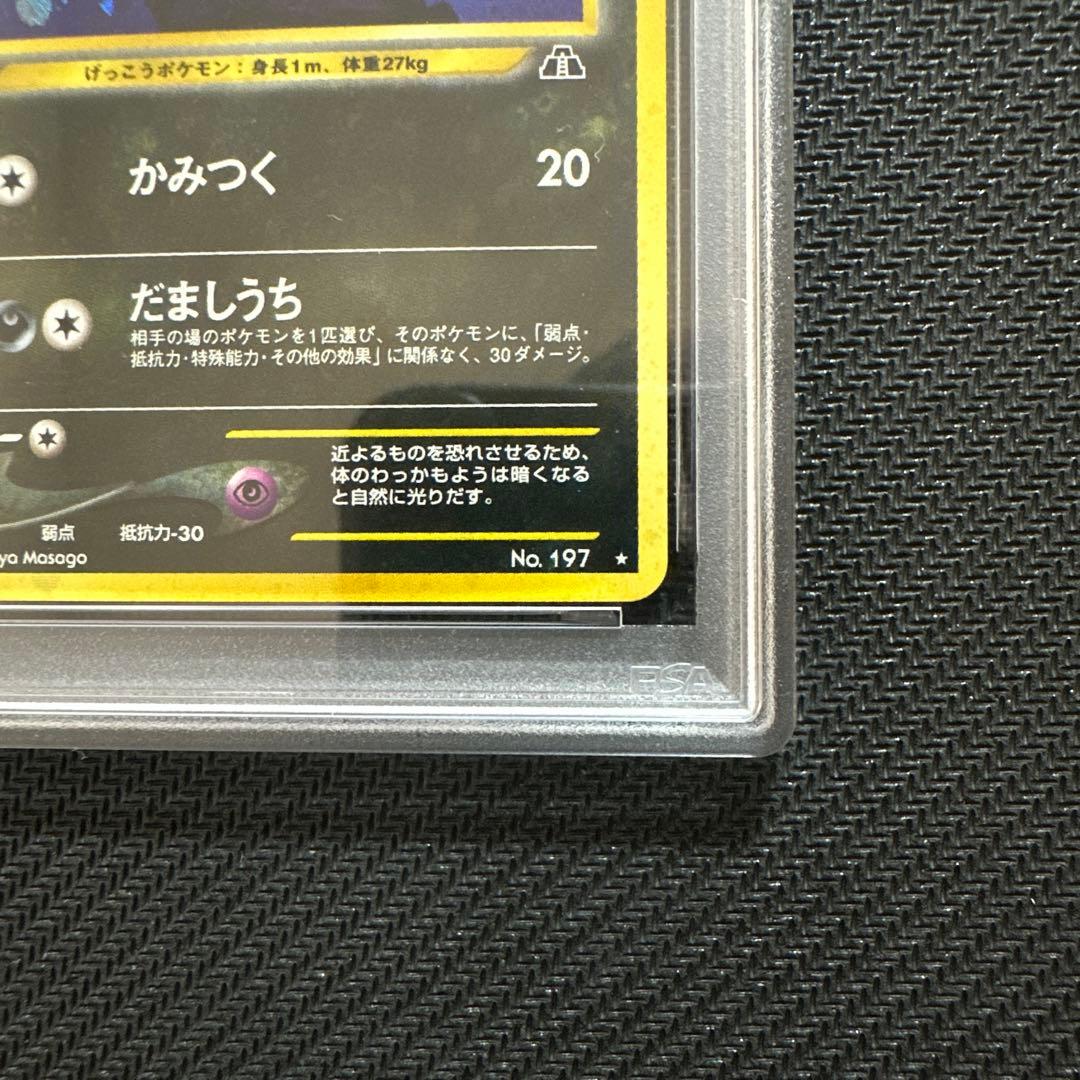 げっこうポケモン：身長1m、体重27kg
かみつく 20
だましうち
相手の場のポケモンを1匹選び、そのポケモンに、「弱点・
抵抗力・特殊能力・その他の効果」に関係なく、30ダメージ。
近よるものを恐れさせるため、
体のわっかもようは暗くなる
と自然に光りだす。
弱点 抵抗力-30
ya Masago No. 197 ★
PSA